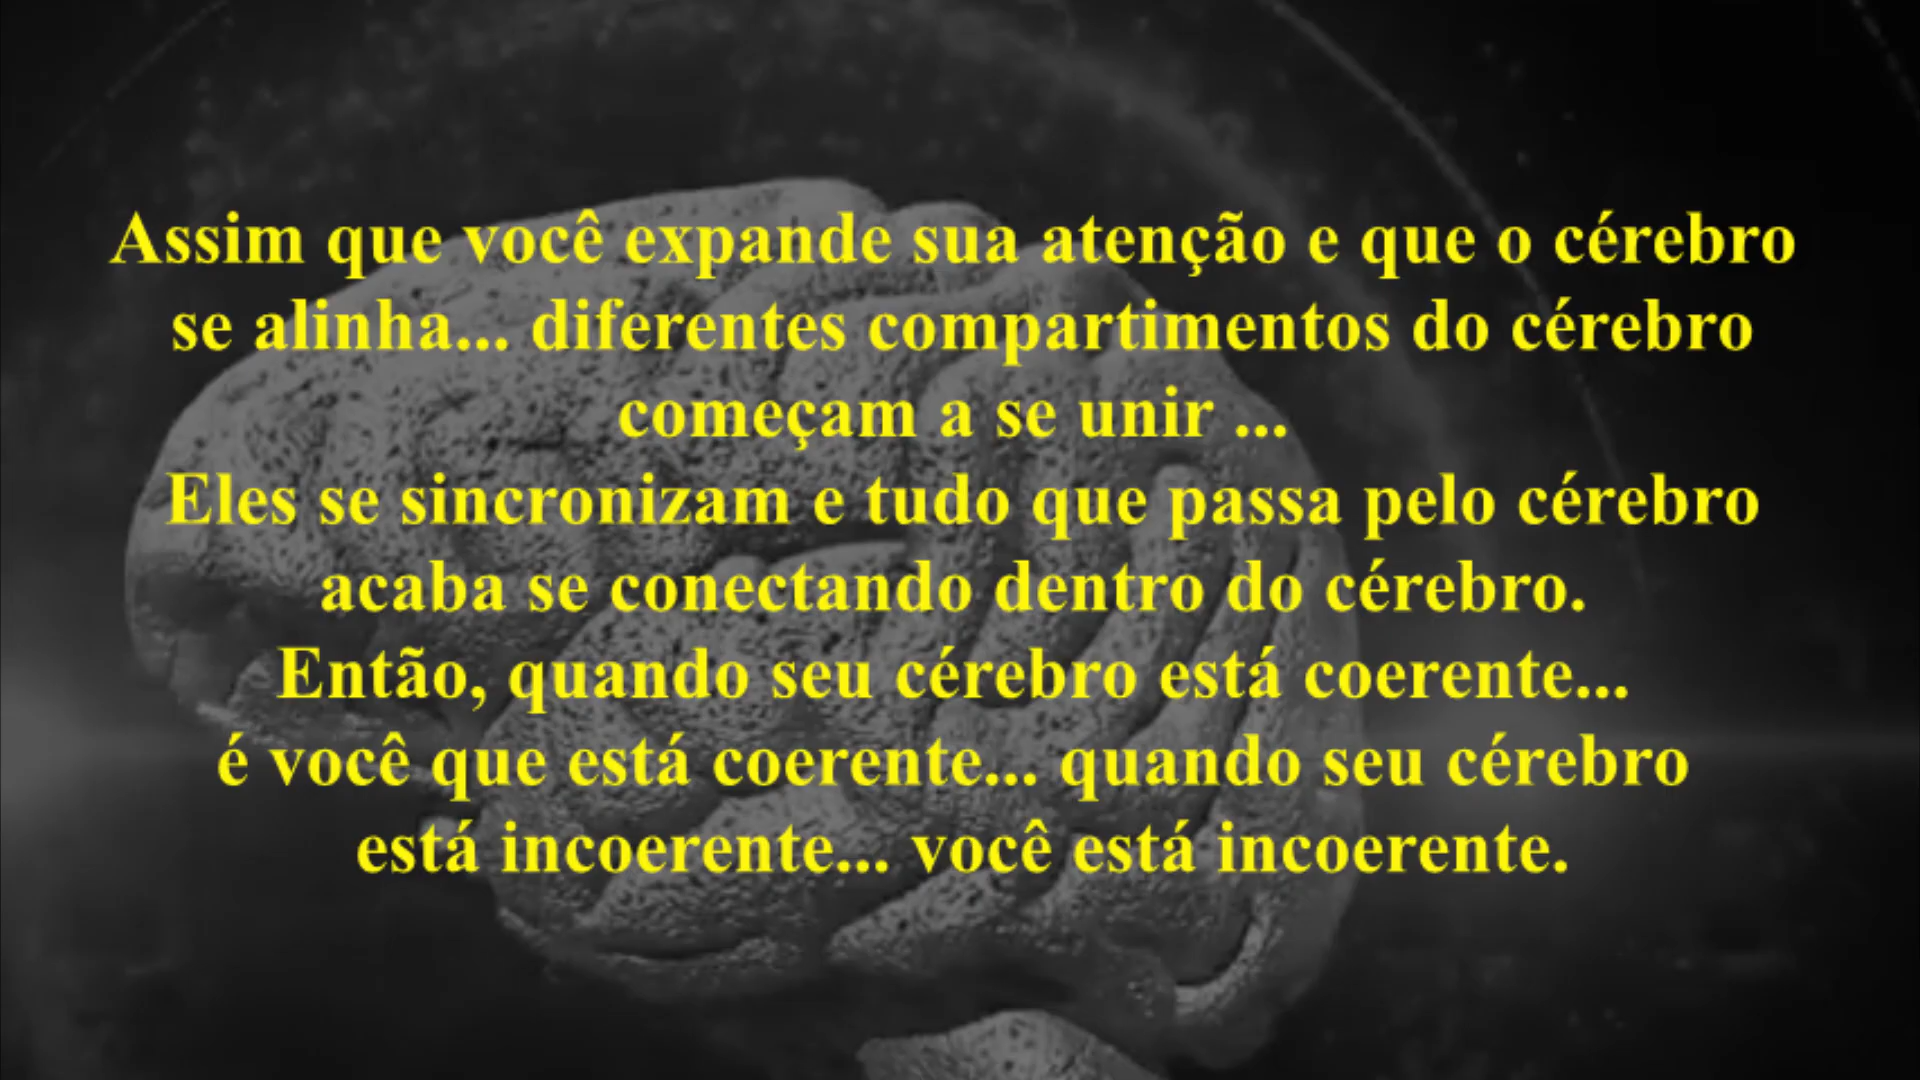 Assim que você expande sua atenção e que o cérebro
se alinha... diferentes compartimentos do cérebro
começam a se unir ...
Eles se sincronizam e tudo que passa pelo cérebro
acaba se conectando dentro do cérebro.
Então, quando seu cérebro está coerente...
é você que está coerente... quando seu cérebro
está incoerente... você está incoerente.